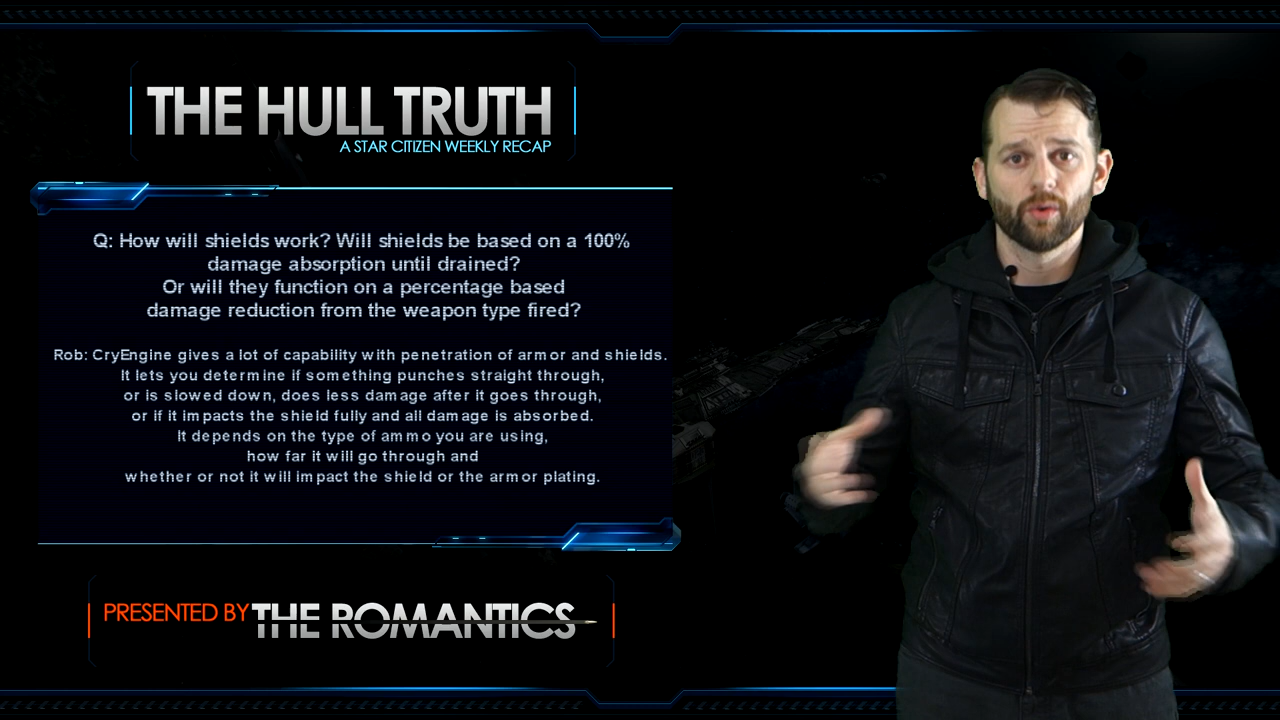 THE HULL TRUTH
A STAR CITIZEN WEEKLY RECAP
Q: How will shields work? Will shields be based on a 100%
damage absorption until drained?
Or will they function on a percentage based
damage reduction from the weapon type fired?
Rob: CryEngine gives a lot of capability with penetration of armor and shields.
It lets you determine if something punches straight through,
or is slowed down, does less damage after it goes through,
or if it impacts the shield fully and all damage is absorbed.
It depends on the type of ammo you are using,
how far it will go through and
whether or not it will impact the shield or the armor plating.
PRESENTED BY THE ROMANTICS